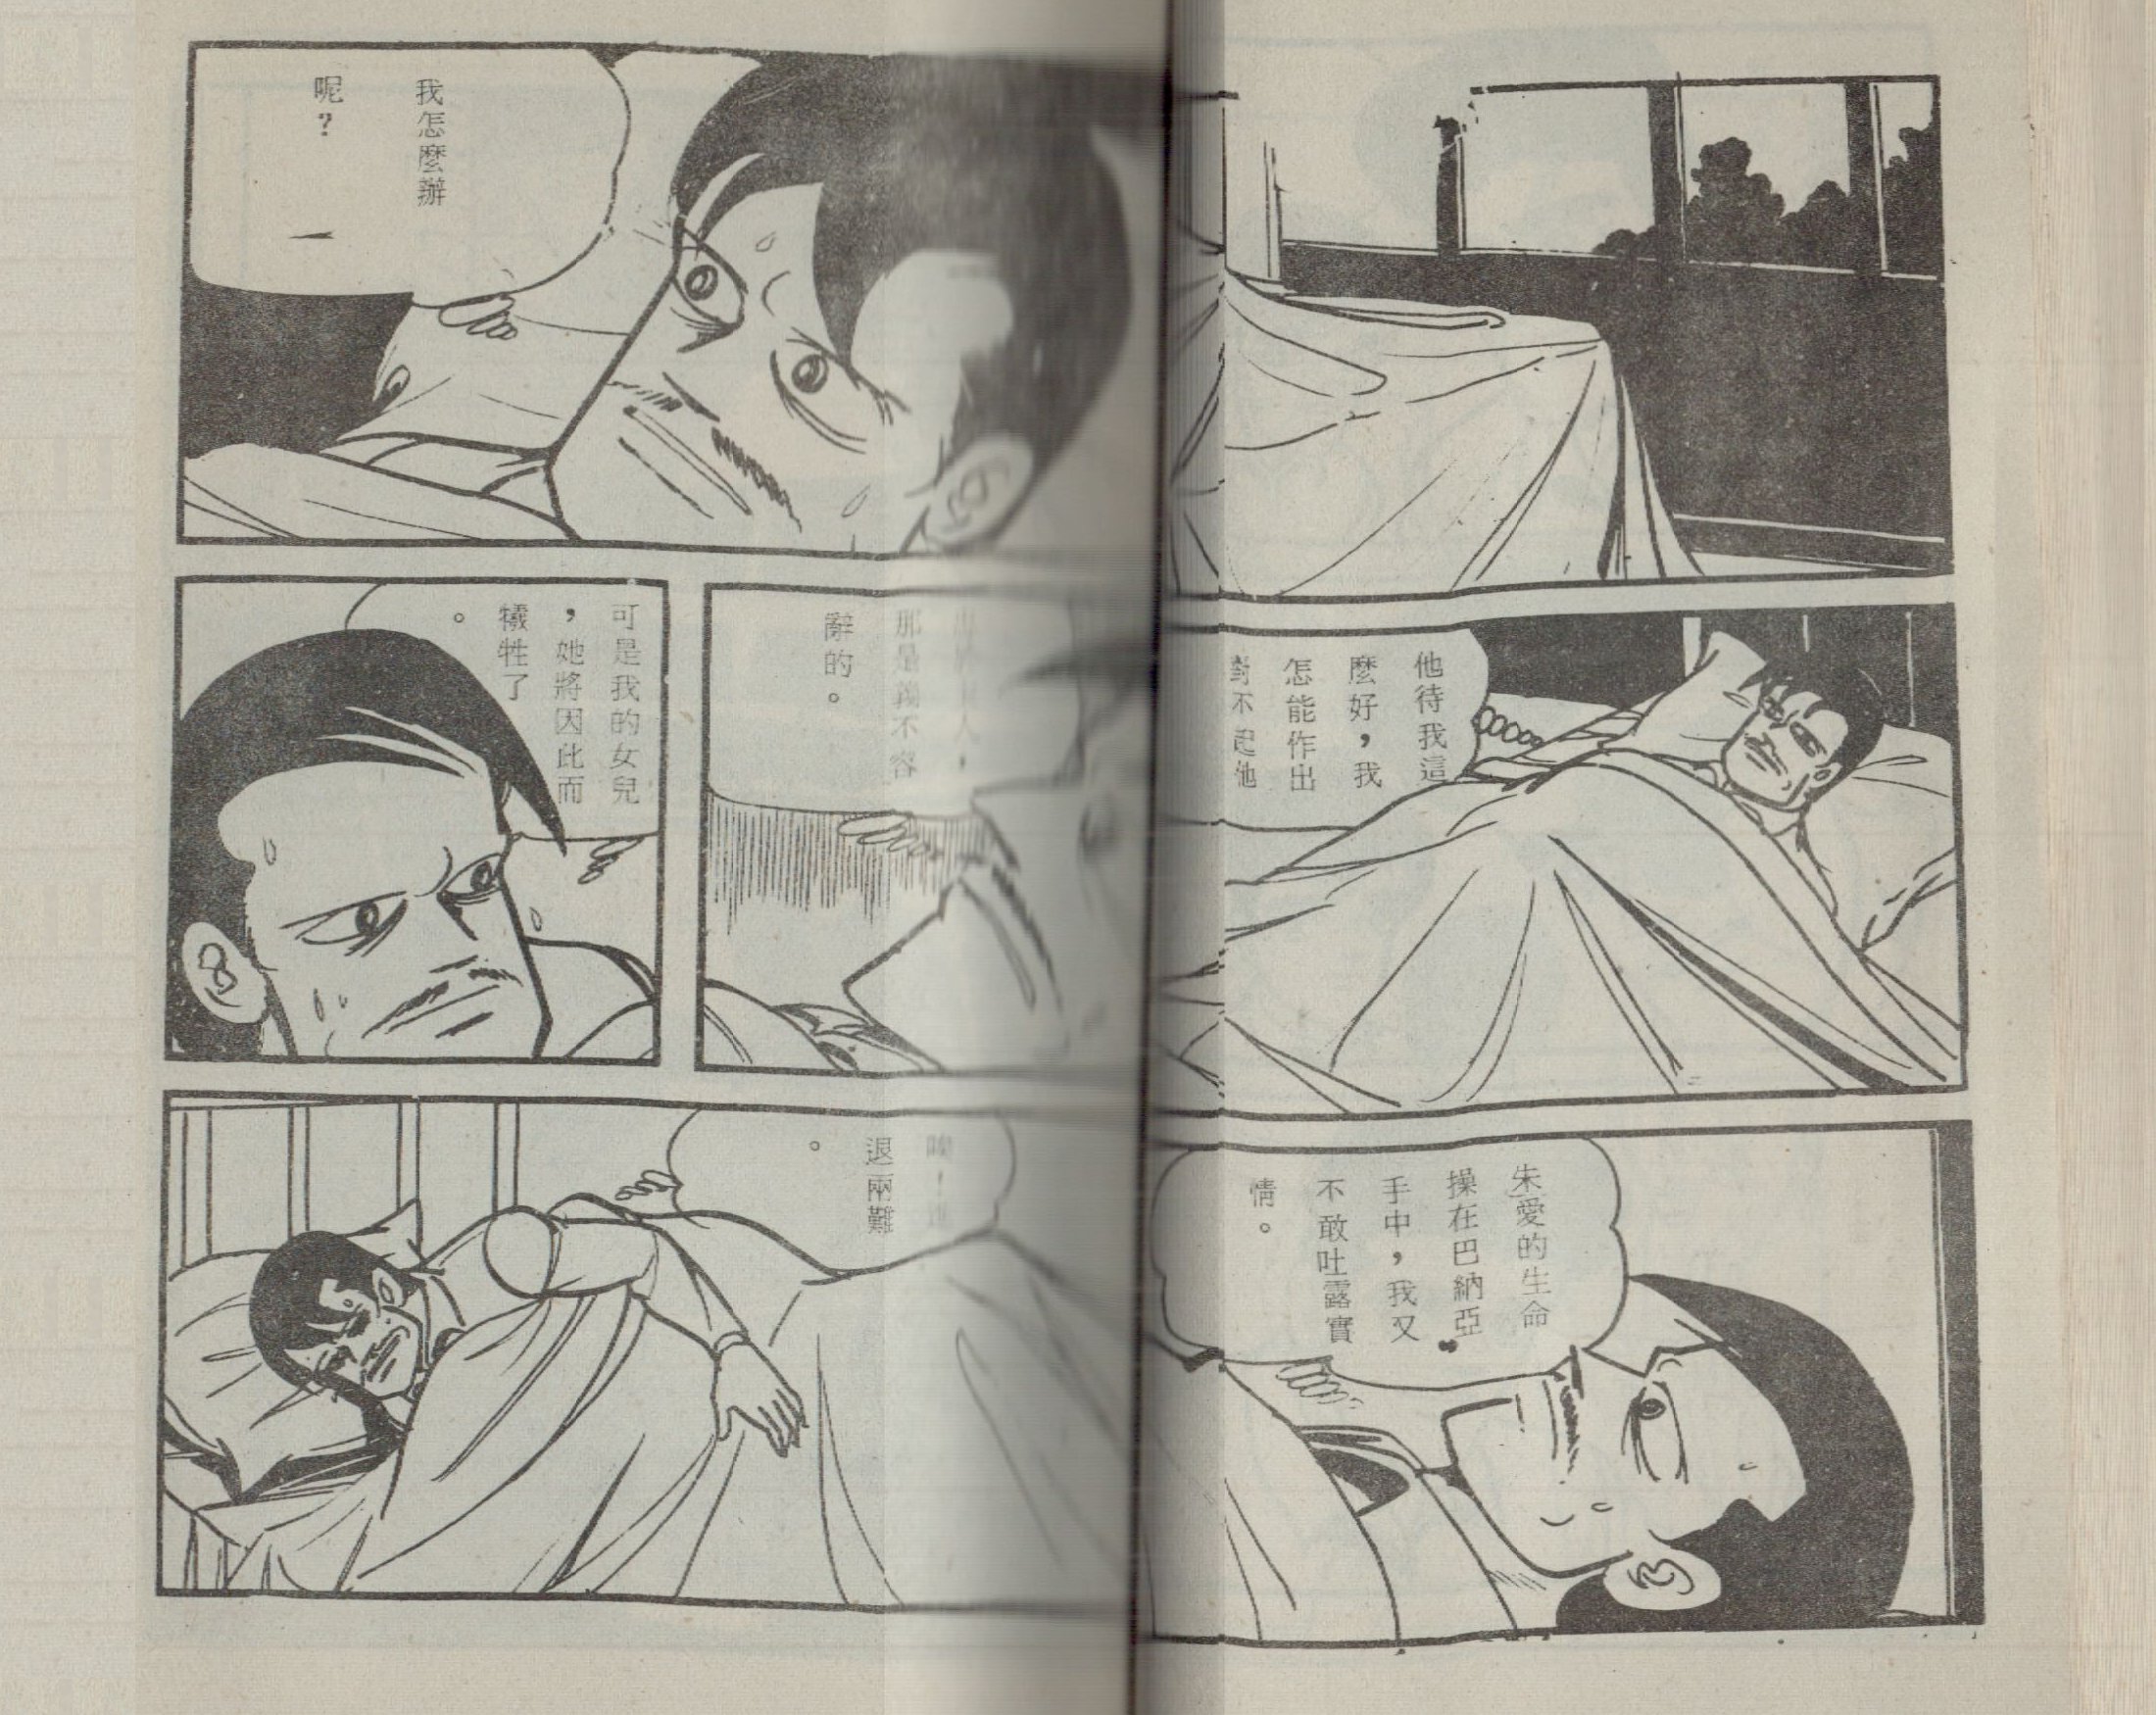 他待我這
麼好，我
怎能作出
對不起他
朱愛的生命
操在巴納亞
手中，我又
不敢吐露實
情。
我怎麼辦
呢？
那是義不容
辭的。
可是我的女兒
，她將因此而
犧牲了
。
退兩難
。